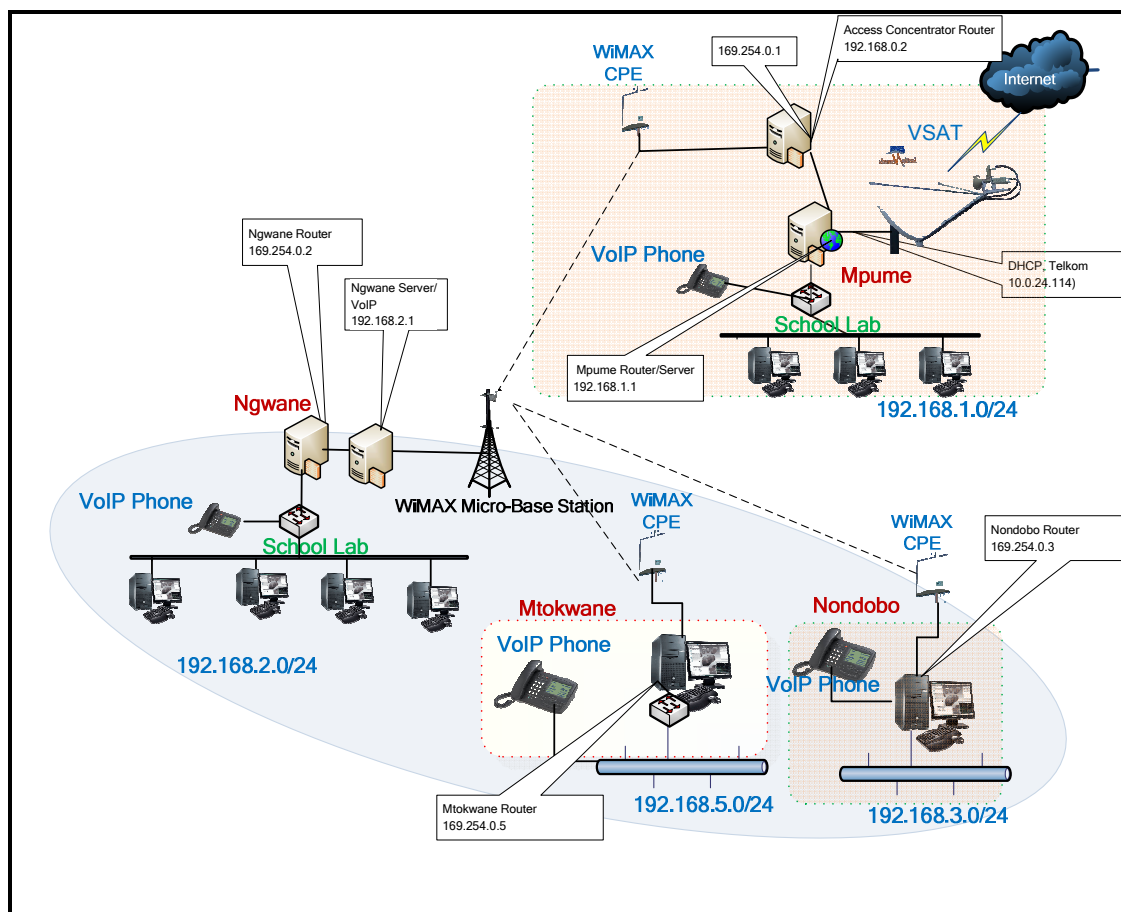 Access Concentrator Router
192.168.0.2
169.254.0.1
WiMAX
CPE
Internet
VSAT
Ngwane Router
169.254.0.2
VoIP Phone
Mpume
DHCP, Telkom
10.0.24.114)
Ngwane Server/
VoIP
192.168.2.1
School Lab
Mpume Router/Server
192.168.1.1
192.168.1.0/24
Ngwane
VoIP Phone
WiMAX Micro-Base Station
School Lab
WiMAX
CPE
WiMAX
CPE
Nondobo Router
169.254.0.3
Mtokwane
Nondobo
VoIP Phone
VoIP Phone
192.168.2.0/24
192.168.5.0/24
192.168.3.0/24
Mtokwane Router
169.254.0.5